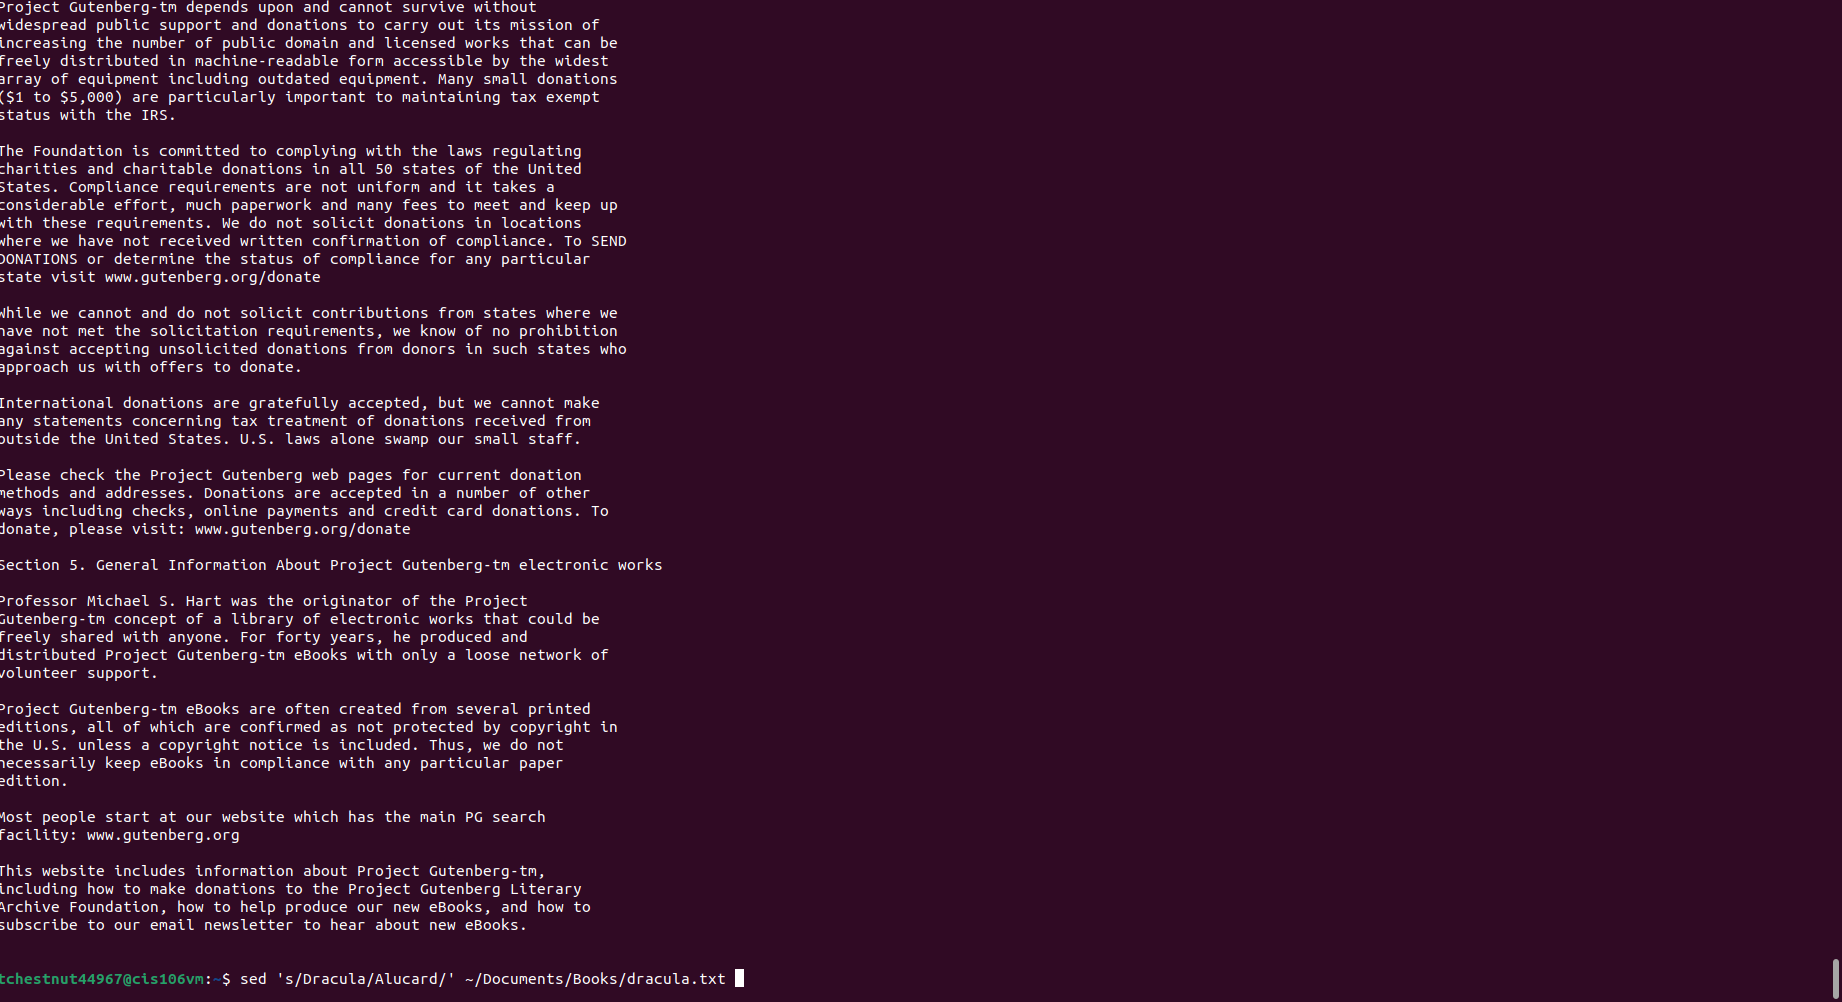 Project Gutenberg-tm depends upon and cannot survive without
widespread public support and donations to carry out its mission of
increasing the number of public domain and licensed works that can be
freely distributed in machine-readable form accessible by the widest
array of equipment including outdated equipment. Many small donations
($1 to $5,000) are particularly important to maintaining tax exempt
status with the IRS.

The Foundation is committed to complying with the laws regulating
charities and charitable donations in all 50 states of the United
States. Compliance requirements are not uniform and it takes a
considerable effort, much paperwork and many fees to meet and keep up
with these requirements. We do not solicit donations in locations
where we have not received written confirmation of compliance. To SEND
DONATIONS or determine the status of compliance for any particular
state visit www.gutenberg.org/donate

While we cannot and do not solicit contributions from states where we
have not met the solicitation requirements, we know of no prohibition
against accepting unsolicited donations from donors in such states who
approach us with offers to donate.

International donations are gratefully accepted, but we cannot make
any statements concerning tax treatment of donations received from
outside the United States. U.S. laws alone swamp our small staff.

Please check the Project Gutenberg web pages for current donation
methods and addresses. Donations are accepted in a number of other
ways including checks, online payments and credit card donations. To
donate, please visit: www.gutenberg.org/donate

Section 5. General Information About Project Gutenberg-tm electronic works

Professor Michael S. Hart was the originator of the Project
Gutenberg-tm concept of a library of electronic works that could be
freely shared with anyone. For forty years, he produced and
distributed Project Gutenberg-tm eBooks with only a loose network of
volunteer support.

Project Gutenberg-tm eBooks are often created from several printed
editions, all of which are confirmed as not protected by copyright in
the U.S. unless a copyright notice is included. Thus, we do not
necessarily keep eBooks in compliance with any particular paper
edition.

Most people start at our website which has the main PG search
facility: www.gutenberg.org

This website includes information about Project Gutenberg-tm,
including how to make donations to the Project Gutenberg Literary
Archive Foundation, how to help produce our new eBooks, and how to
subscribe to our email newsletter to hear about new eBooks.

tchestnut44967@cis106vm:~$ sed 's/Dracula/Alucard/' ~/Documents/Books/dracula.txt